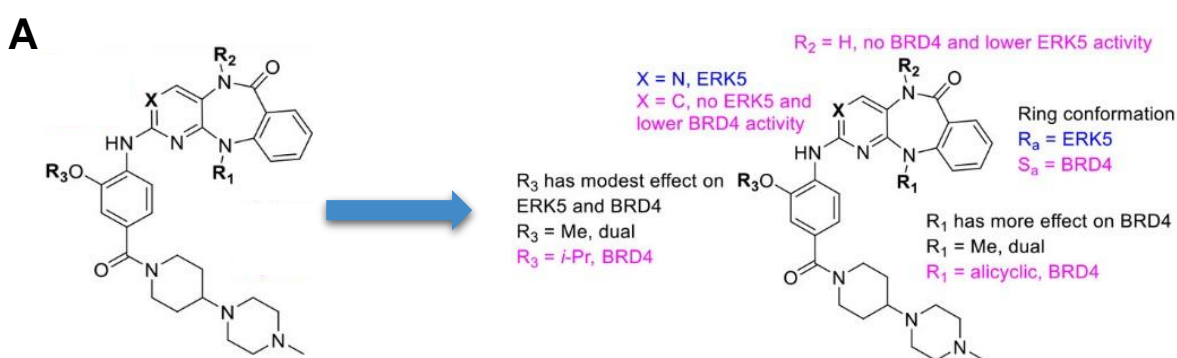 A
R2
N
O
X
N
N
HN
R1
R3O
O
N
N
N
R2 = H, no BRD4 and lower ERK5 activity
X = N, ERK5
X = C, no ERK5 and
lower BRD4 activity
R2
N
O
X
N
N
HN
R1
R3O
O
N
N
N
Ring conformation
Ra = ERK5
Sa = BRD4
R3 has modest effect on
ERK5 and BRD4
R3 = Me, dual
R3 = i-Pr, BRD4
R1 has more effect on BRD4
R1 = Me, dual
R1 = alicyclic, BRD4